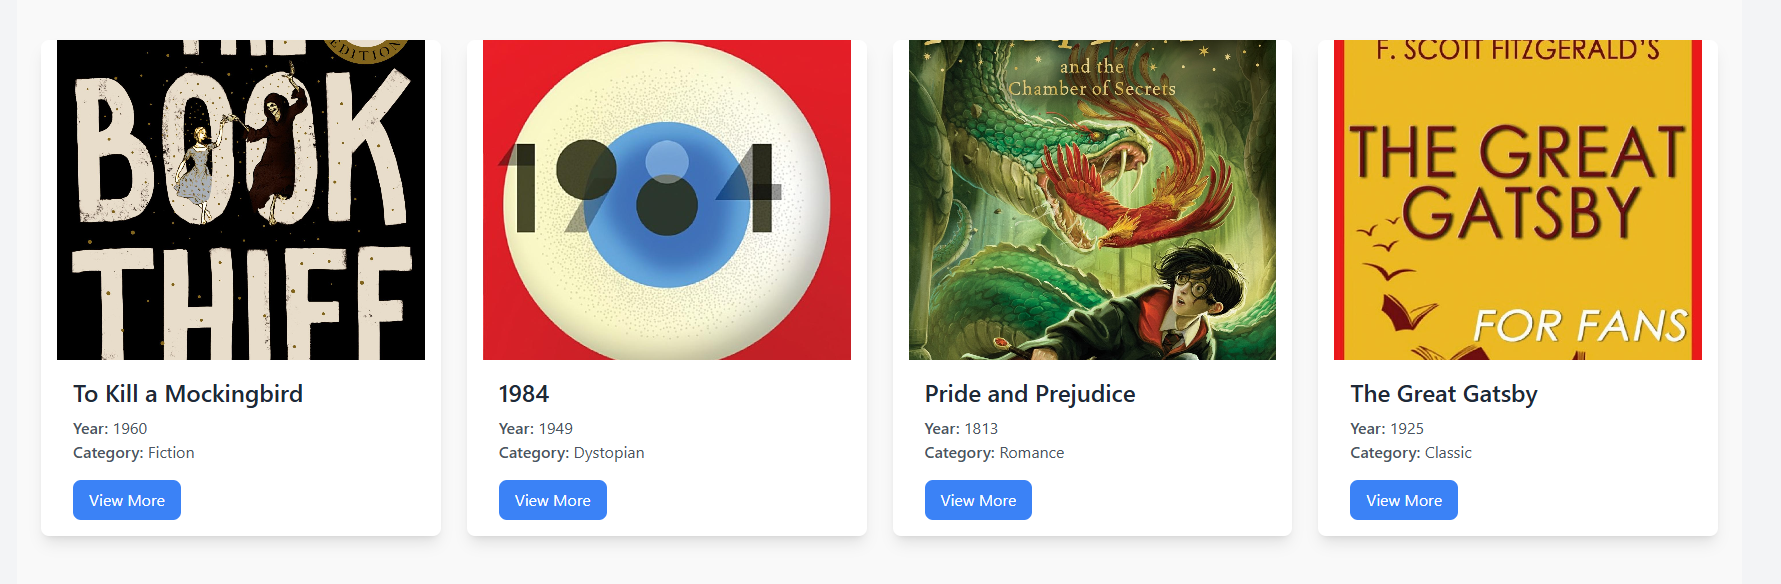 EDITION
BOOK
THIEF
To Kill a Mockingbird
Year: 1960
Category: Fiction
View More
1984
1984
Year: 1949
Category: Dystopian
View More
and the
Chamber of Secrets
Pride and Prejudice
Year: 1813
Category: Romance
View More
F. SCOTT FITZGERALD'S
THE GREAT
GATSBY
FOR FANS
The Great Gatsby
Year: 1925
Category: Classic
View More